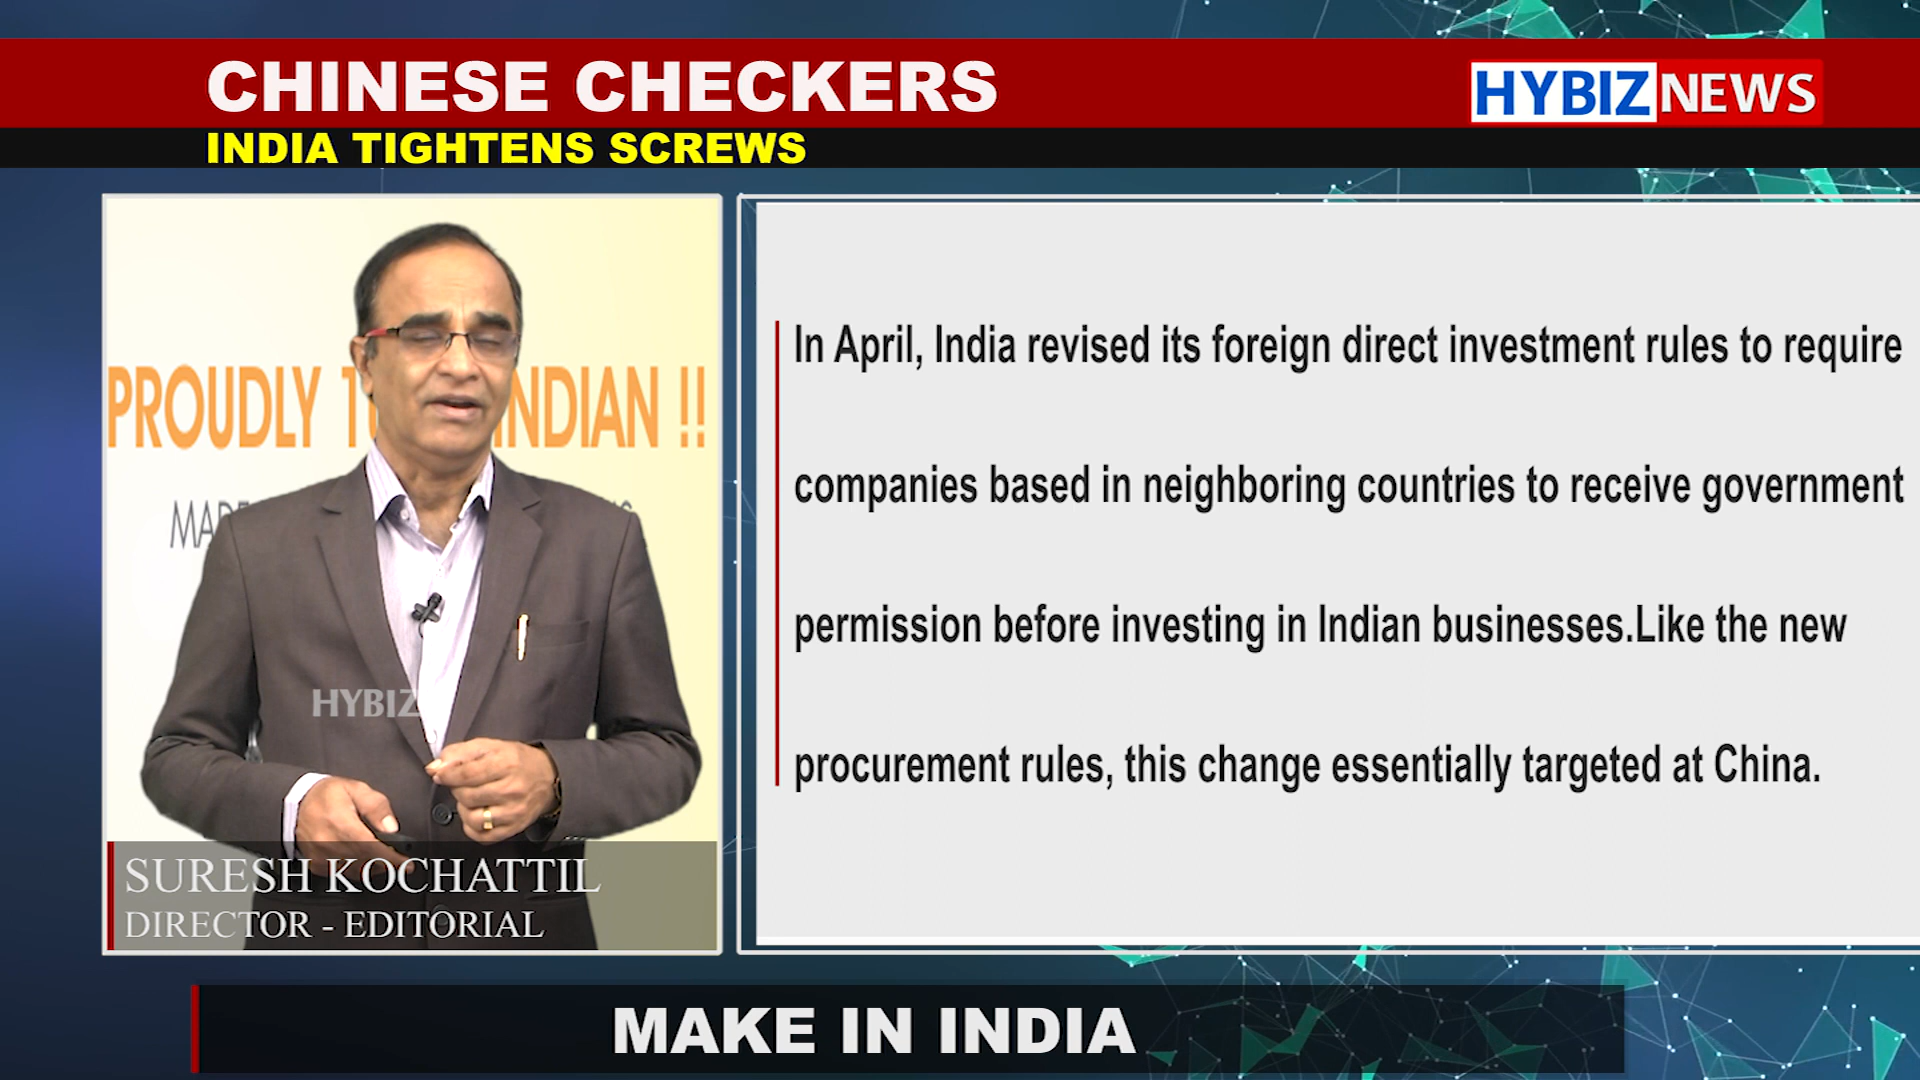 CHINESE CHECKERS
HYBIZ NEWS
INDIA TIGHTENS SCREWS
PROUDLY INDIAN !!
In April, India revised its foreign direct investment rules to require
companies based in neighboring countries to receive government
permission before investing in Indian businesses.Like the new
procurement rules, this change essentially targeted at China.
HYBIZ
SURESH KOCHATTIL
DIRECTOR - EDITORIAL
MAKE IN INDIA